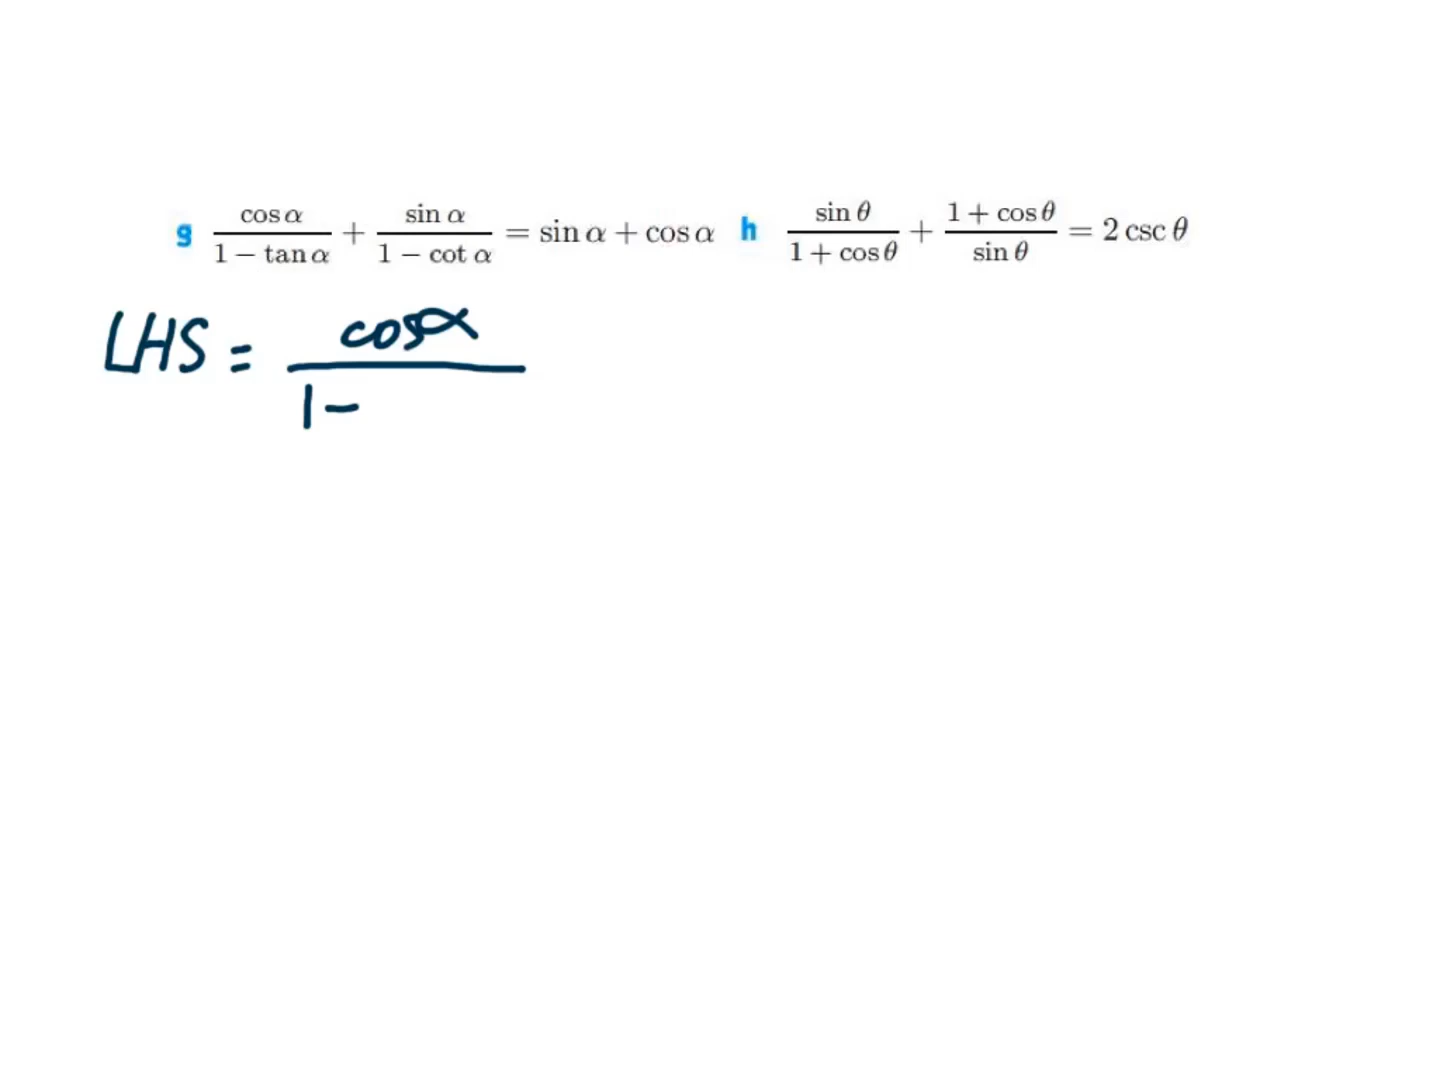 g cos α / (1 − tan α) + sin α / (1 − cot α) = sin α + cos α h sin θ / (1 + cos θ) + (1 + cos θ) / sin θ = 2 csc θ
LHS = cosα / 1 −